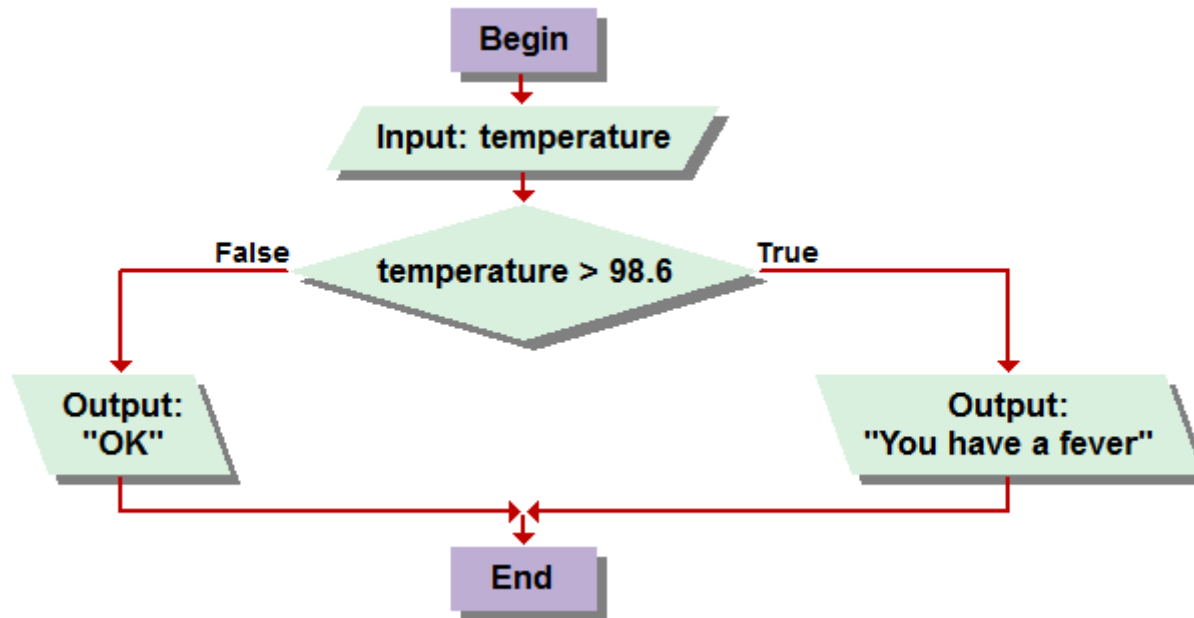 Begin
Input: temperature
False
True
temperature > 98.6
Output:
"OK"
Output:
"You have a fever"
End